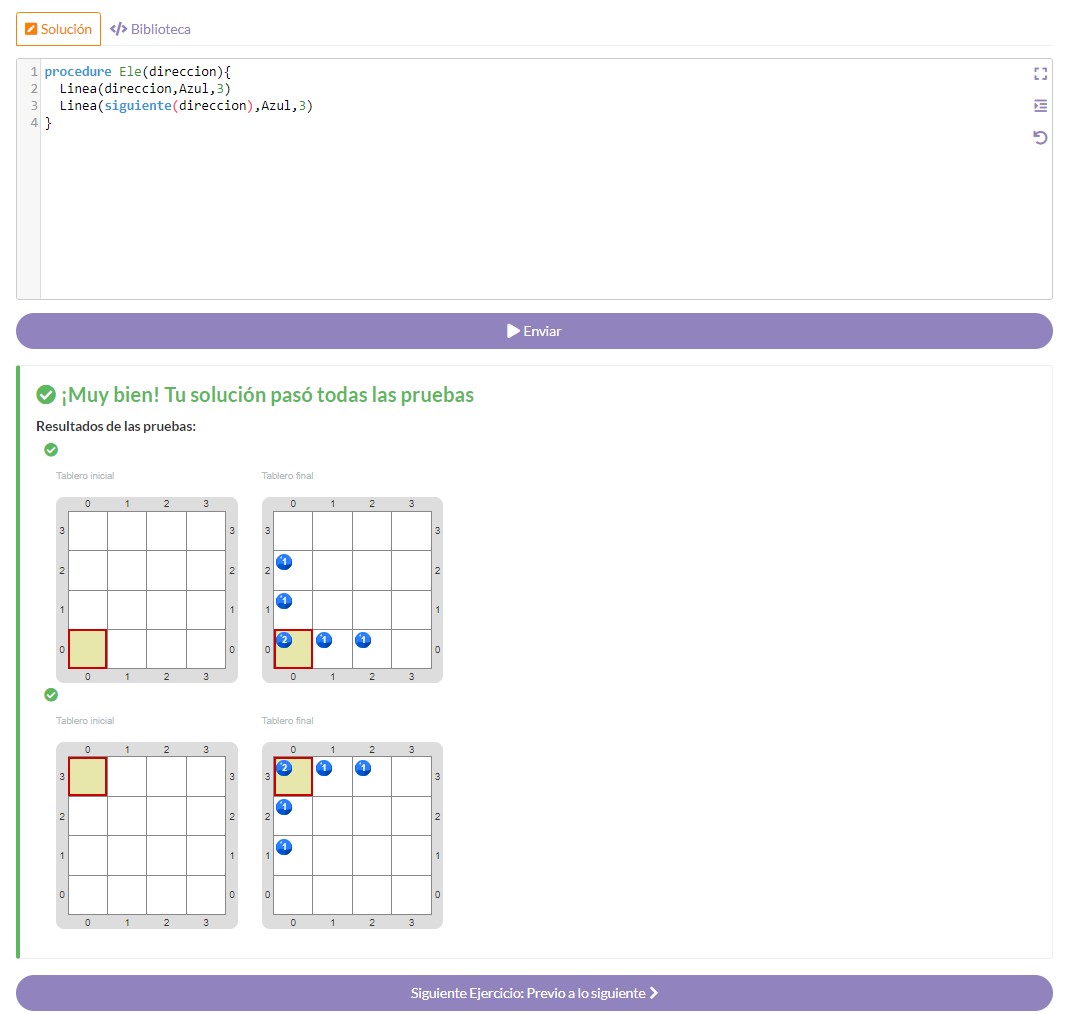 Solución </> Biblioteca
1 procedure Ele(direccion){
2 Linea(direccion,Azul,3)
3 Linea(siguiente(direccion),Azul,3)
4 }
Enviar
¡Muy bien! Tu solución pasó todas las pruebas
Resultados de las pruebas:
Tablero inicial Tablero final
0 1 2 3 0 1 2 3
3 3 3 3
2 2 2 1 2
1 1 1 1 1
0 0 0 2 1 1 0
0 1 2 3 0 1 2 3
Tablero inicial Tablero final
0 1 2 3 0 1 2 3
3 3 3 2 1 1 3
2 2 2 1 2
1 1 1 1 1
0 0 0 0
0 1 2 3 0 1 2 3
Siguiente Ejercicio: Previo a lo siguiente